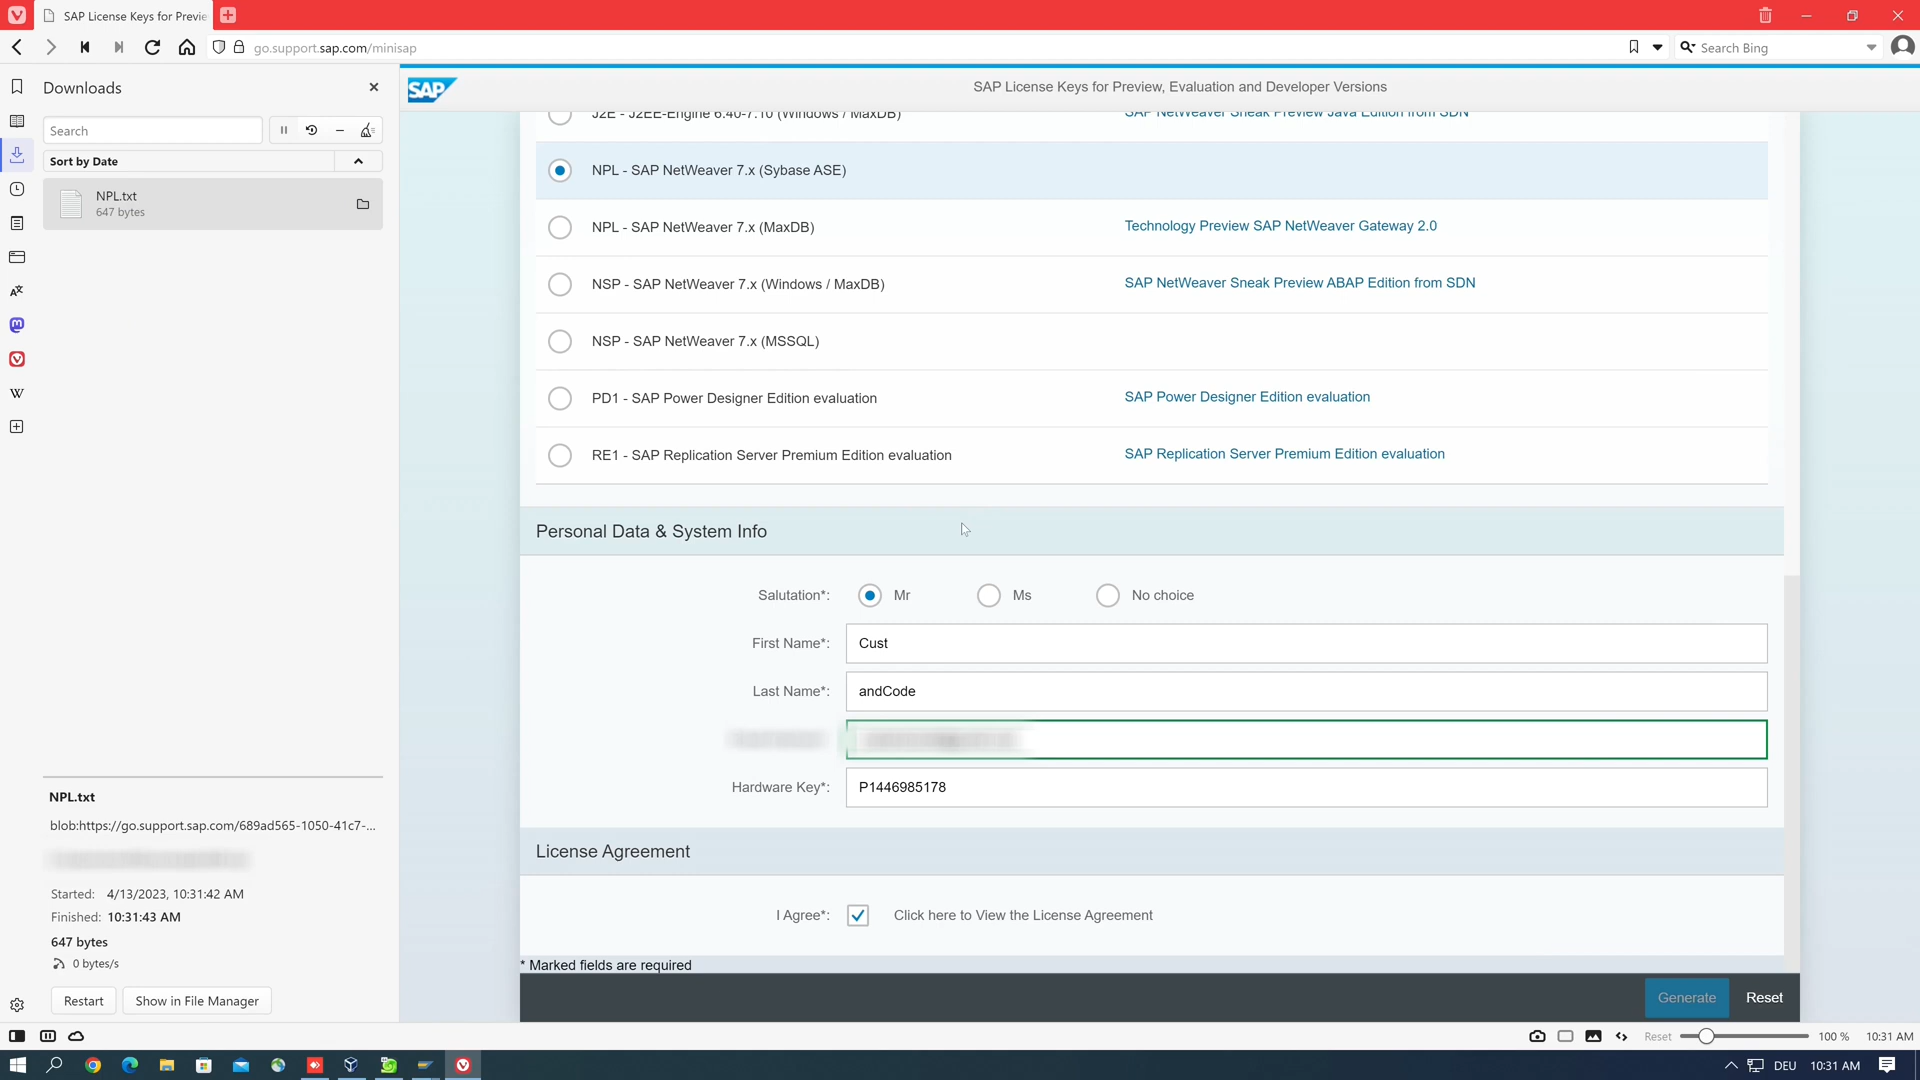 SAP License Keys for Previe
go.support.sap.com/minisap
Search Bing
Downloads
Search
Sort by Date
NPL.txt
647 bytes
SAP
SAP License Keys for Preview, Evaluation and Developer Versions
J2E - J2EE-Engine 6.40-7.10 (Windows / MaxDB)
SAP NetWeaver Sneak Preview Java Edition from SDN
NPL - SAP NetWeaver 7.x (Sybase ASE)
NPL - SAP NetWeaver 7.x (MaxDB)
Technology Preview SAP NetWeaver Gateway 2.0
NSP - SAP NetWeaver 7.x (Windows / MaxDB)
SAP NetWeaver Sneak Preview ABAP Edition from SDN
NSP - SAP NetWeaver 7.x (MSSQL)
PD1 - SAP Power Designer Edition evaluation
SAP Power Designer Edition evaluation
RE1 - SAP Replication Server Premium Edition evaluation
SAP Replication Server Premium Edition evaluation
Personal Data & System Info
Salutation*: Mr Ms No choice
First Name*: Cust
Last Name*: andCode
Hardware Key*: P1446985178
License Agreement
I Agree*: Click here to View the License Agreement
* Marked fields are required
Generate Reset
NPL.txt
blob:https://go.support.sap.com/689ad565-1050-41c7-...
Started: 4/13/2023, 10:31:42 AM
Finished: 10:31:43 AM
647 bytes
0 bytes/s
Restart Show in File Manager
Reset 100 % 10:31 AM
DEU 10:31 AM